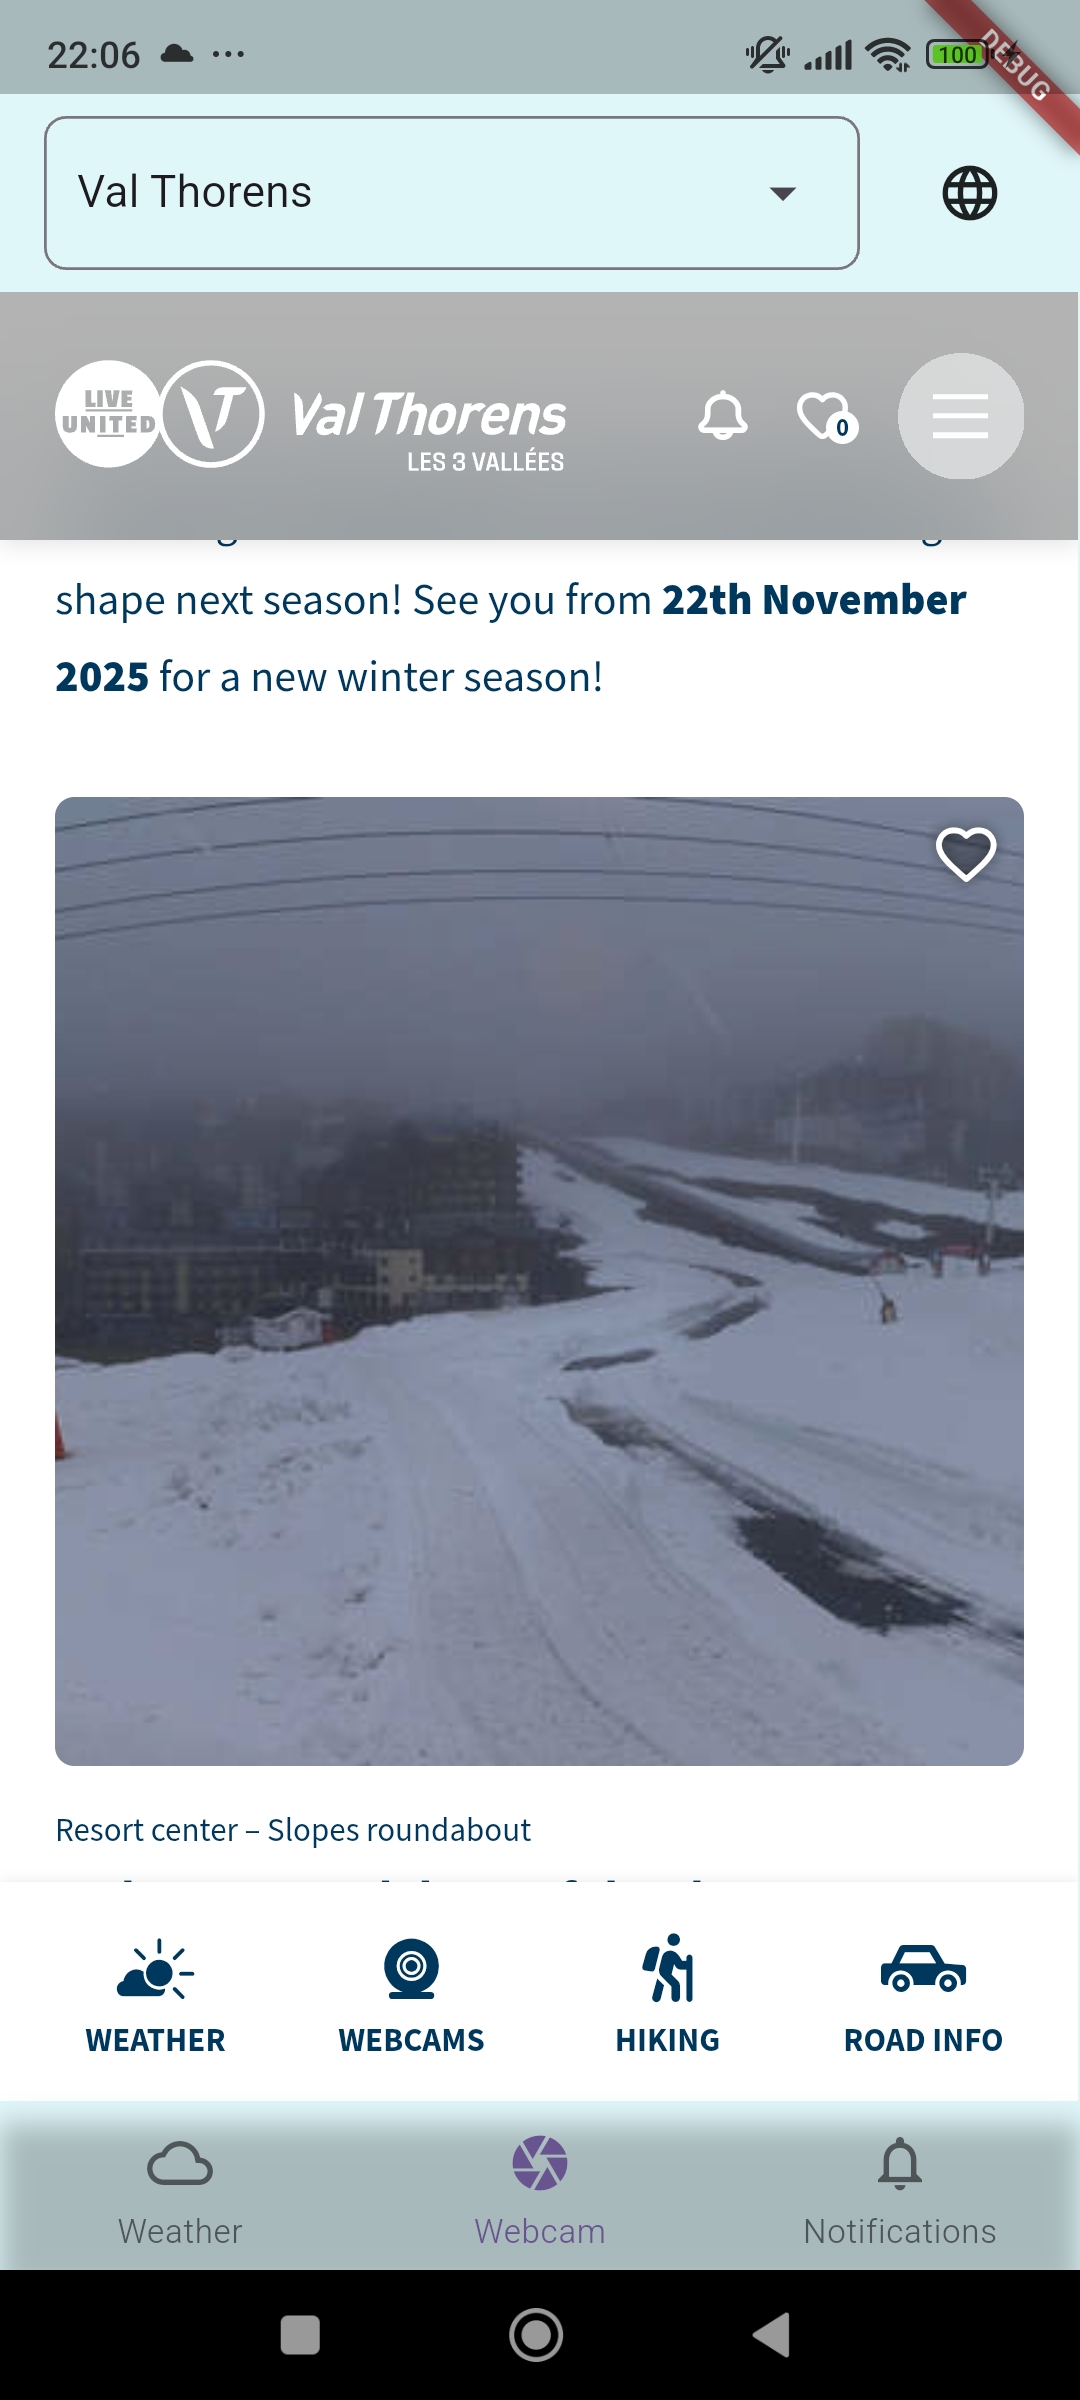 22:06
100
DEBUG
Val Thorens
LIVE
UNITED
Val Thorens
LES 3 VALLÉES
0
shape next season! See you from 22th November
2025 for a new winter season!
Resort center – Slopes roundabout
WEATHER
WEBCAMS
HIKING
ROAD INFO
Weather
Webcam
Notifications